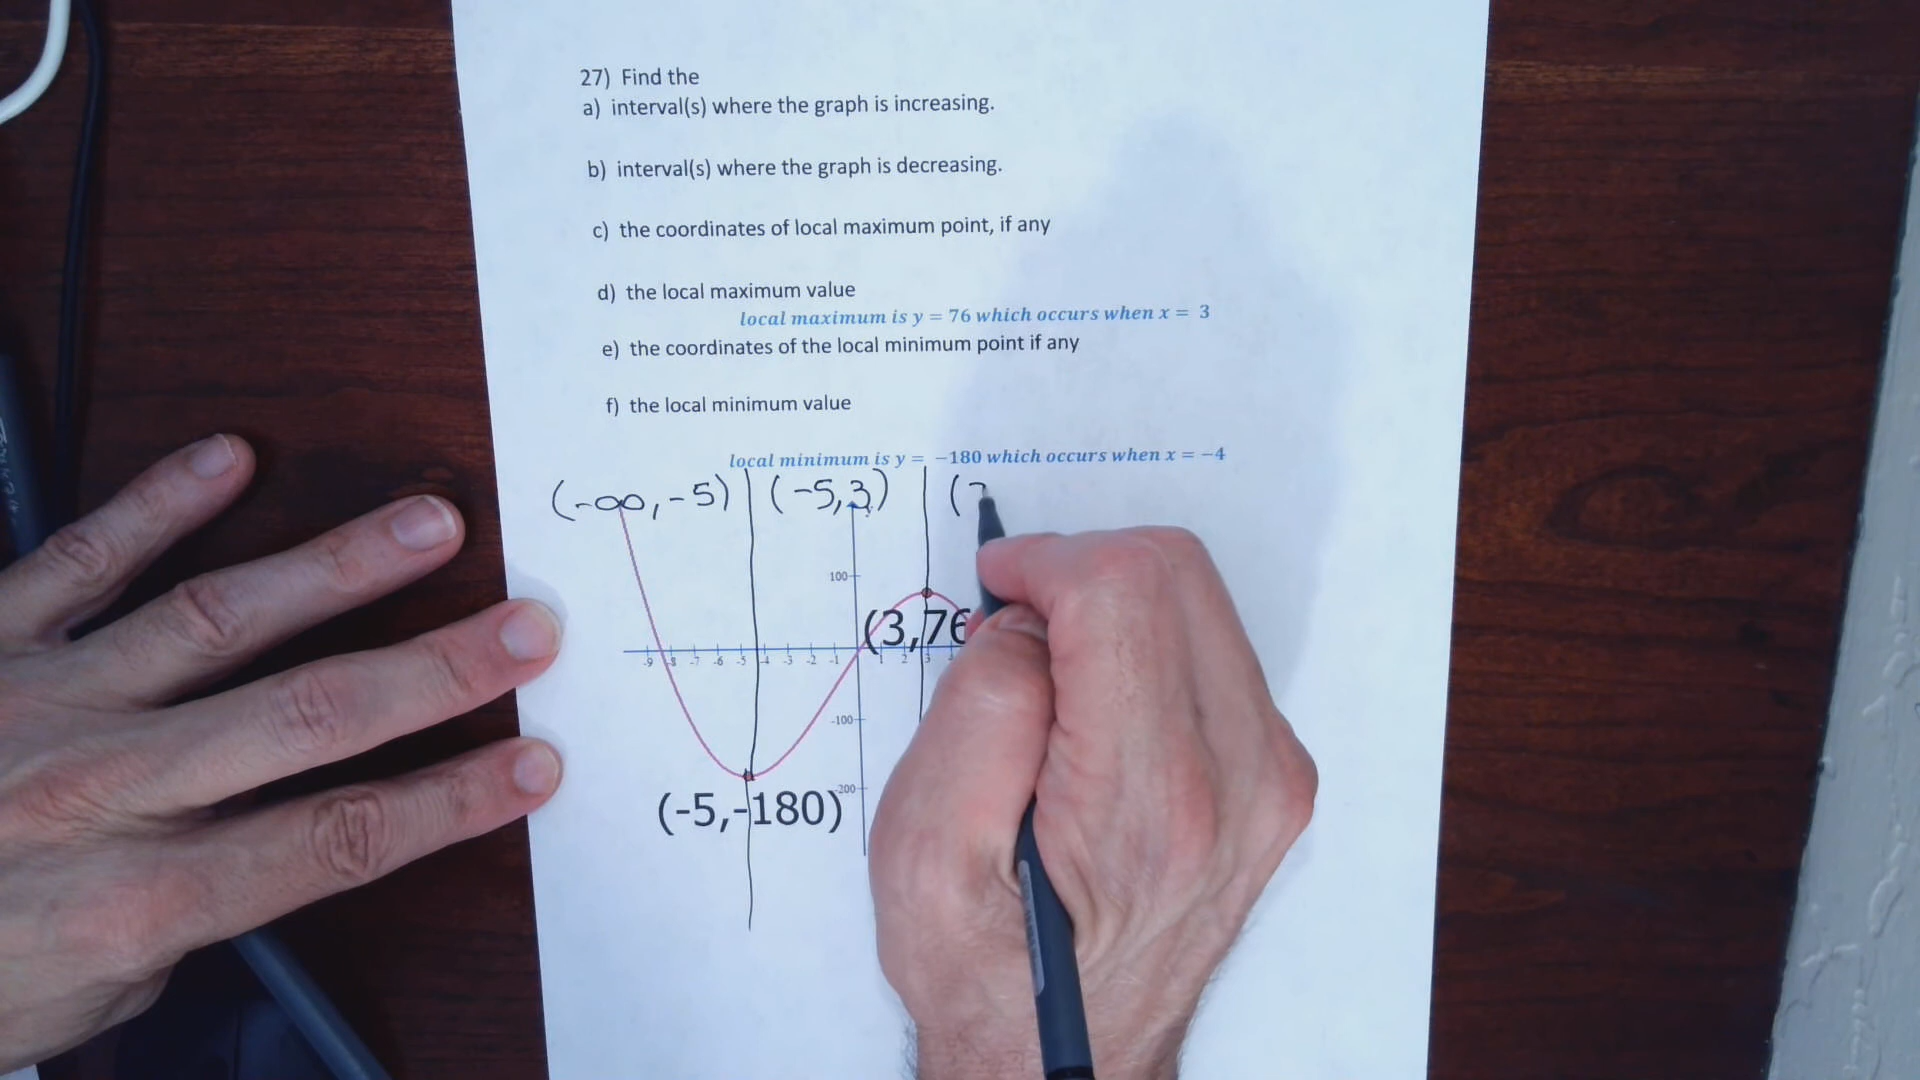 27) Find the
a) interval(s) where the graph is increasing.
b) interval(s) where the graph is decreasing.
c) the coordinates of local maximum point, if any
d) the local maximum value
local maximum is y = 76 which occurs when x = 3
e) the coordinates of the local minimum point if any
f) the local minimum value
local minimum is y = −180 which occurs when x = −4
(-∞,-5) (-5,3) (
100
(3,76
-9 -8 -7 -6 -5 -4 -3 -2 -1 1 2 3
-100
-200
(-5,-180)